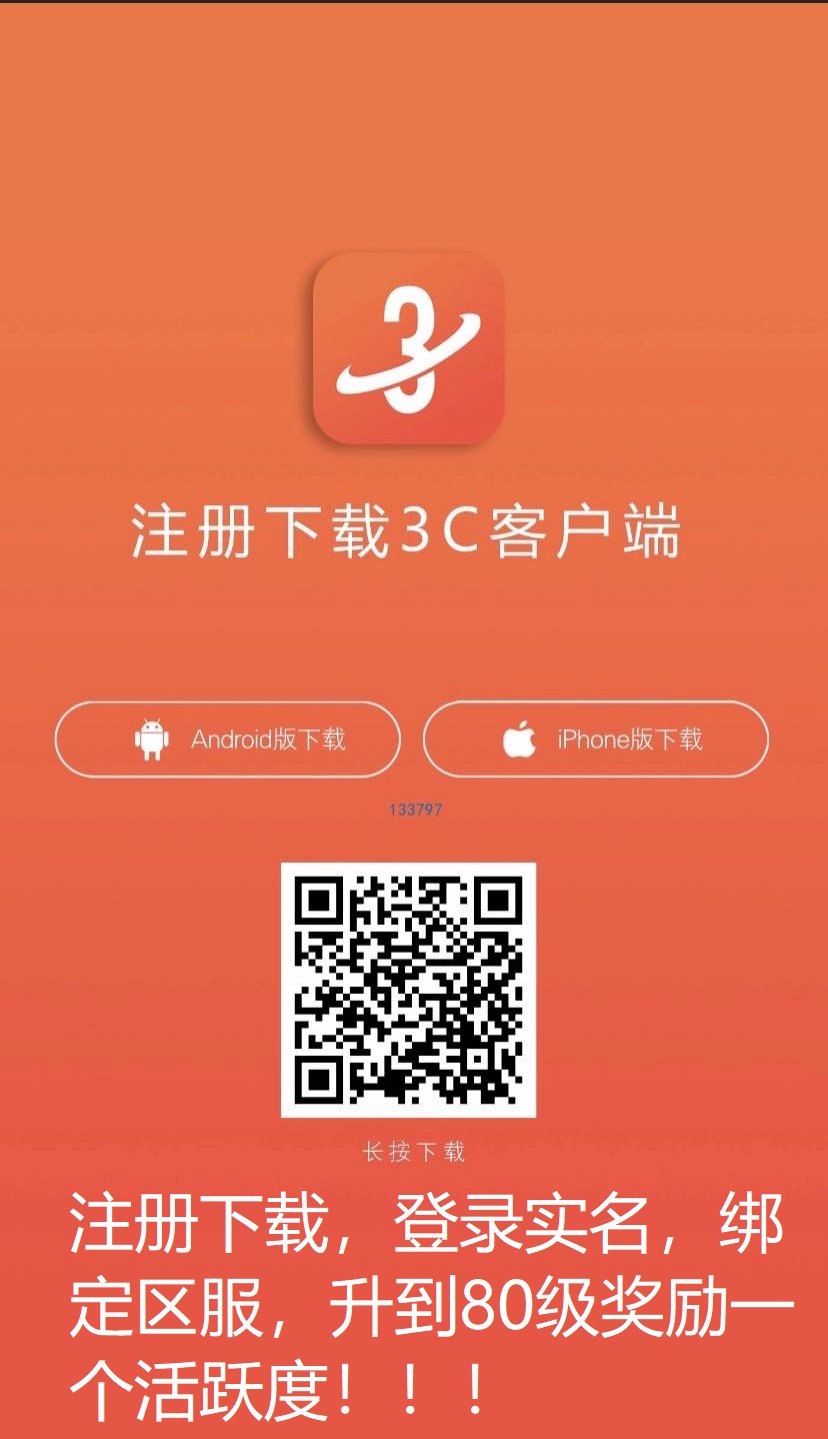 3
注册下载3C客户端
Android版下载
iPhone版下载
133797
长按下载
注册下载，登录实名，绑
定区服，升到80级奖励一
个活跃度！！！